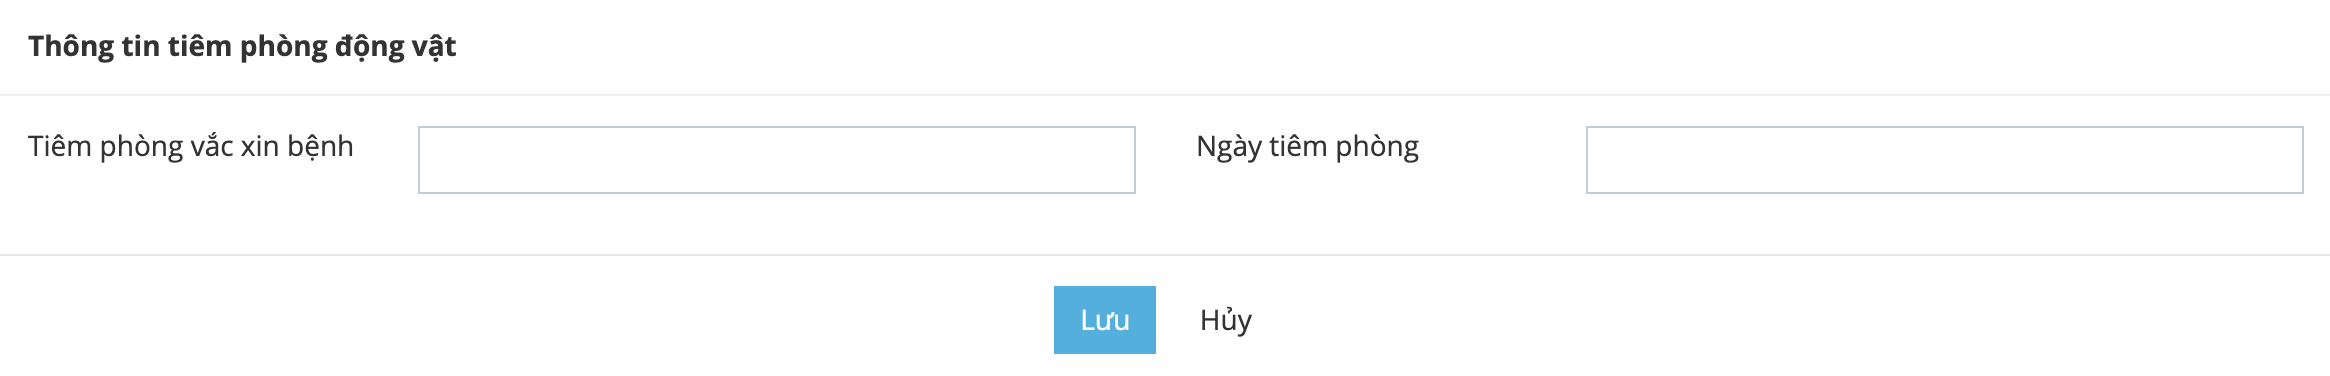 Thông tin tiêm phòng động vật
Tiêm phòng vắc xin bệnh
Ngày tiêm phòng
Lưu
Hủy